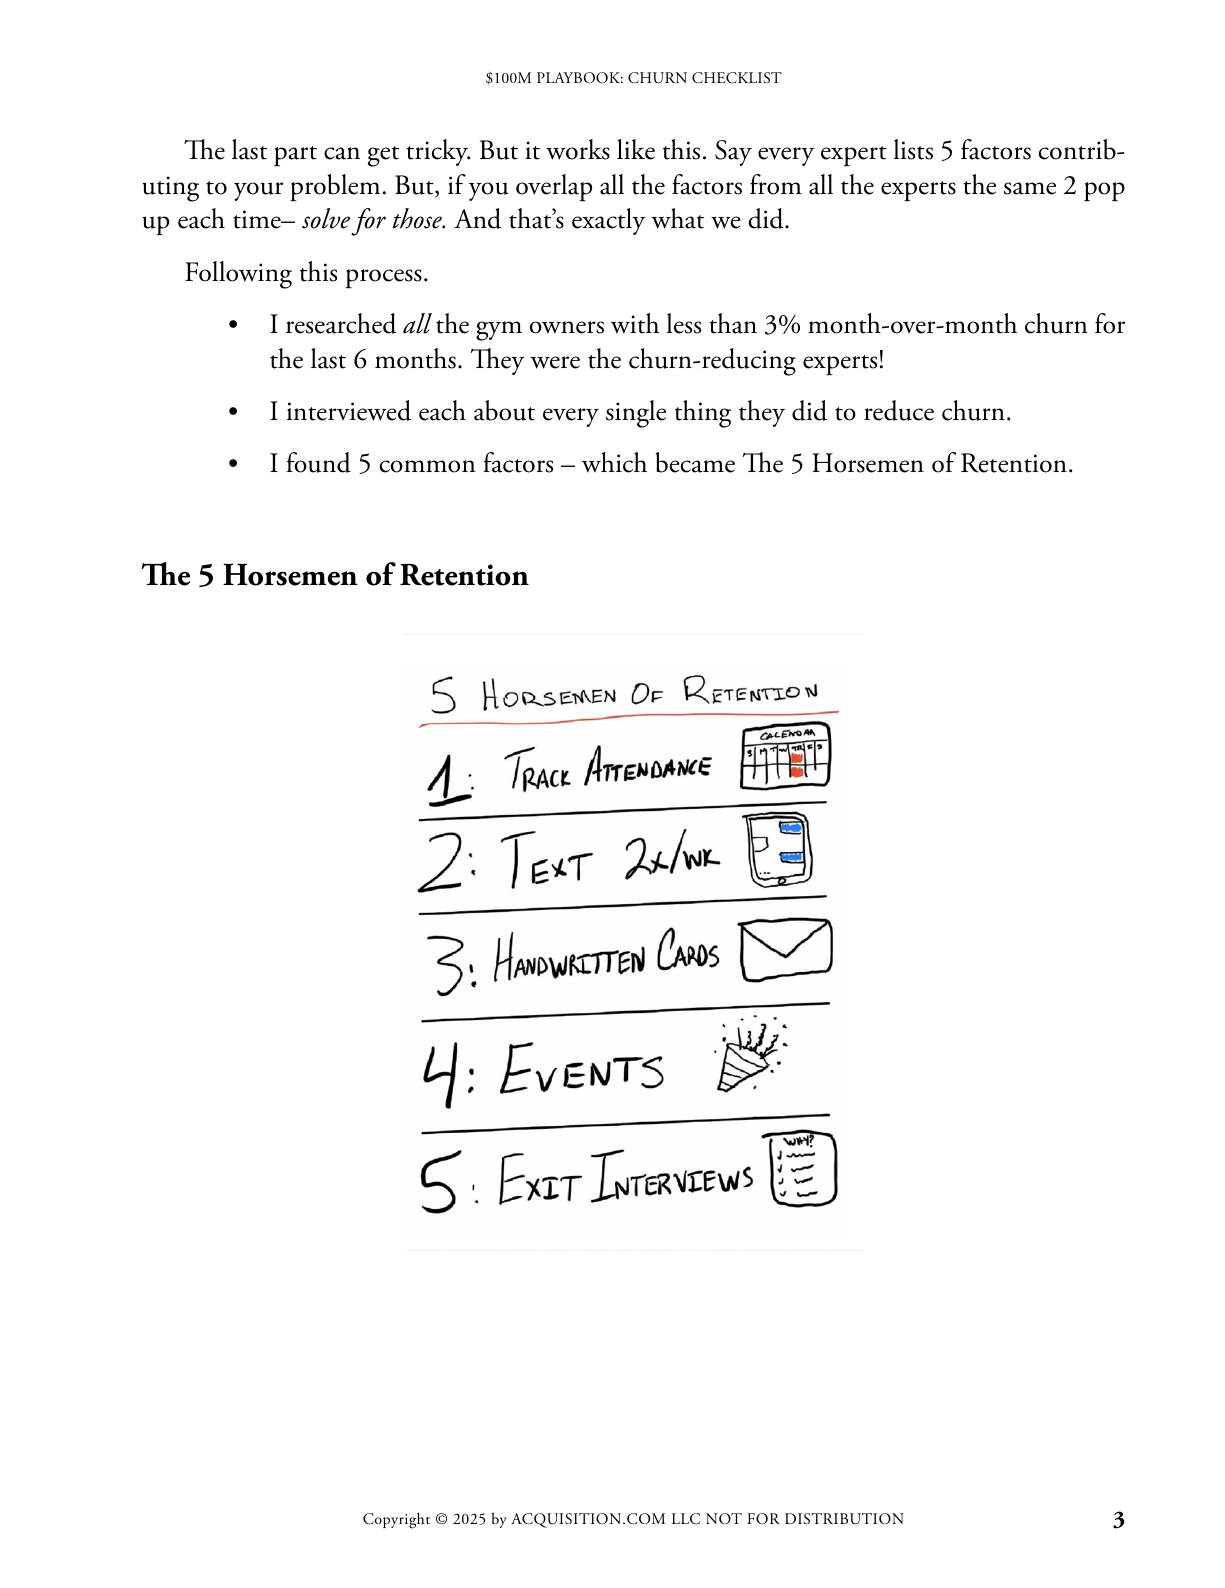 $100M PLAYBOOK: CHURN CHECKLIST
The last part can get tricky. But it works like this. Say every expert lists 5 factors contrib-
uting to your problem. But, if you overlap all the factors from all the experts the same 2 pop
up each time– solve for those. And that’s exactly what we did.
Following this process.
• I researched all the gym owners with less than 3% month-over-month churn for
the last 6 months. They were the churn-reducing experts!
• I interviewed each about every single thing they did to reduce churn.
• I found 5 common factors – which became The 5 Horsemen of Retention.
The 5 Horsemen of Retention
5 HORSEMEN OF RETENTION
CALENDAR
S M T W TR F S
1: TRACK ATTENDANCE
2: TEXT 2x/WK
3: HANDWRITTEN CARDS
4: EVENTS
WHY?
5: EXIT INTERVIEWS
Copyright © 2025 by ACQUISITION.COM LLC NOT FOR DISTRIBUTION
3